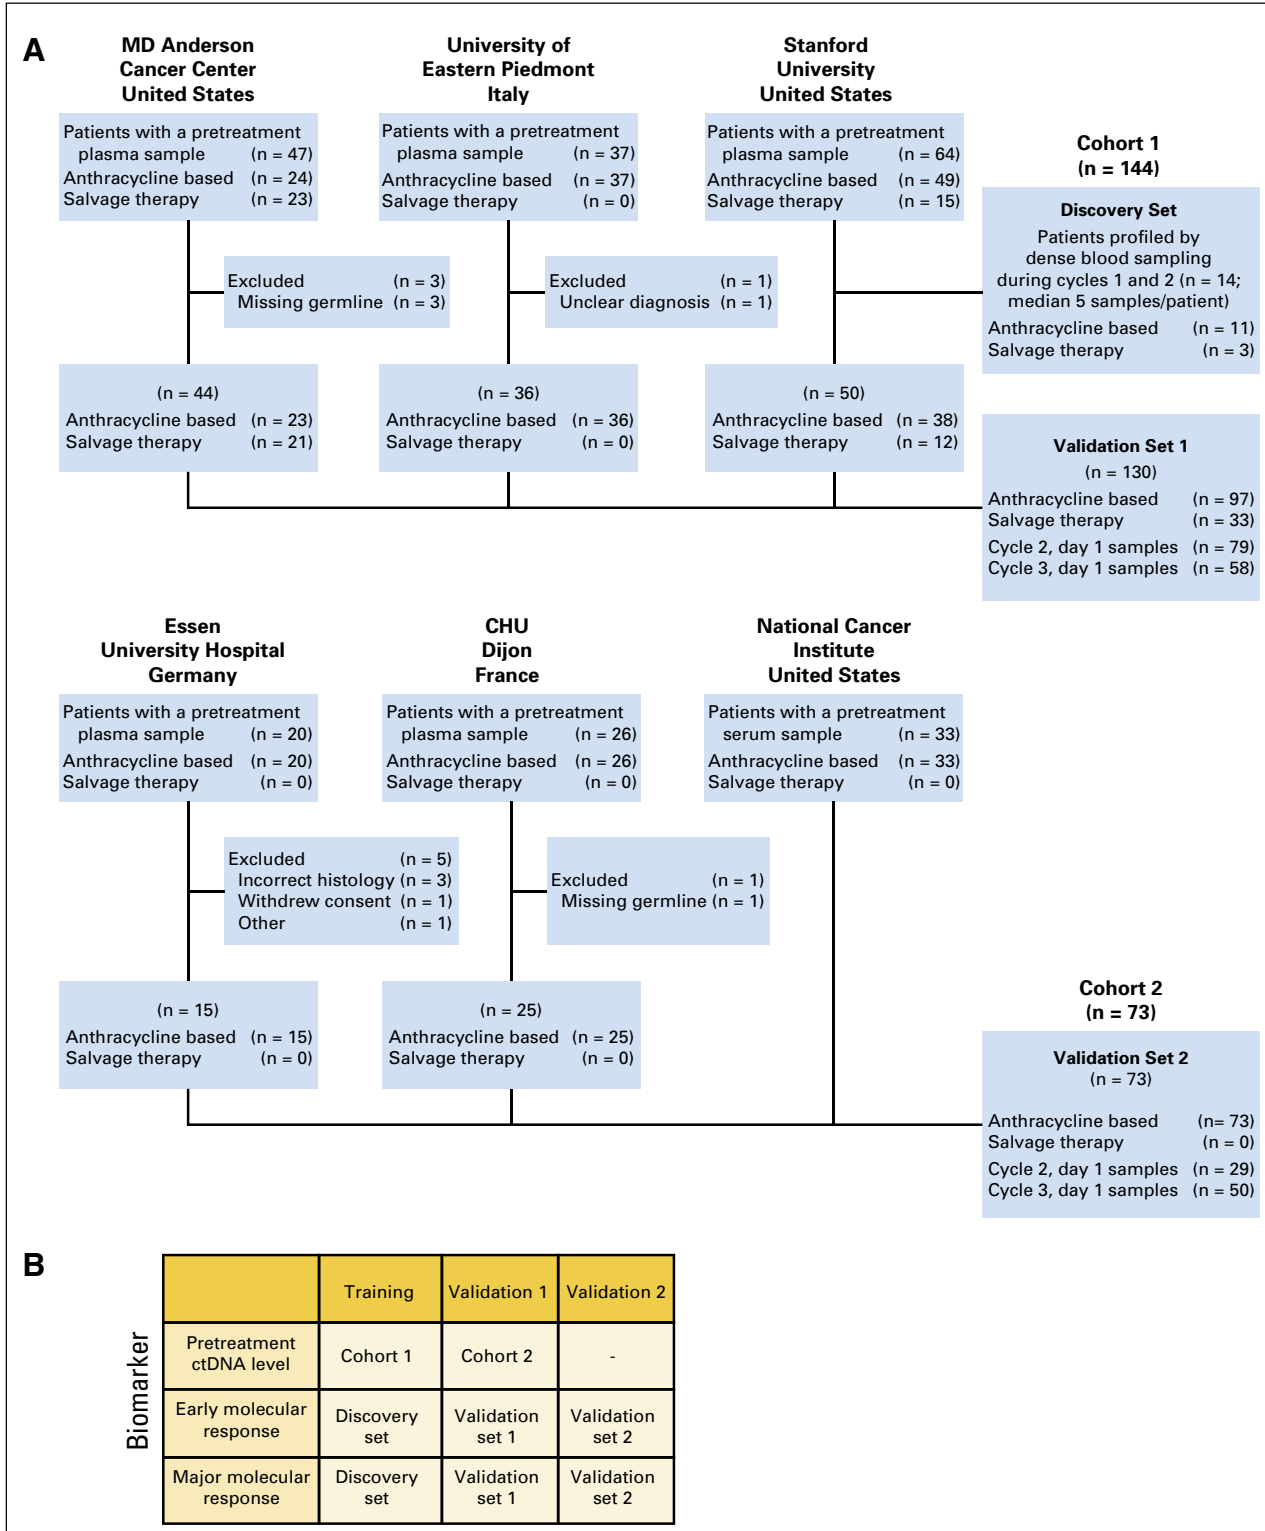 A
MD Anderson
Cancer Center
United States
Patients with a pretreatment
plasma sample (n = 47)
Anthracycline based (n = 24)
Salvage therapy (n = 23)
Excluded (n = 3)
Missing germline (n = 3)
(n = 44)
Anthracycline based (n = 23)
Salvage therapy (n = 21)
University of
Eastern Piedmont
Italy
Patients with a pretreatment
plasma sample (n = 37)
Anthracycline based (n = 37)
Salvage therapy (n = 0)
Excluded (n = 1)
Unclear diagnosis (n = 1)
(n = 36)
Anthracycline based (n = 36)
Salvage therapy (n = 0)
Stanford
University
United States
Patients with a pretreatment
plasma sample (n = 64)
Anthracycline based (n = 49)
Salvage therapy (n = 15)
(n = 50)
Anthracycline based (n = 38)
Salvage therapy (n = 12)
Cohort 1
(n = 144)
Discovery Set
Patients profiled by
dense blood sampling
during cycles 1 and 2 (n = 14;
median 5 samples/patient)
Anthracycline based (n = 11)
Salvage therapy (n = 3)
Validation Set 1
(n = 130)
Anthracycline based (n = 97)
Salvage therapy (n = 33)
Cycle 2, day 1 samples (n = 79)
Cycle 3, day 1 samples (n = 58)
Essen
University Hospital
Germany
Patients with a pretreatment
plasma sample (n = 20)
Anthracycline based (n = 20)
Salvage therapy (n = 0)
Excluded (n = 5)
Incorrect histology (n = 3)
Withdrew consent (n = 1)
Other (n = 1)
(n = 15)
Anthracycline based (n = 15)
Salvage therapy (n = 0)
CHU
Dijon
France
Patients with a pretreatment
plasma sample (n = 26)
Anthracycline based (n = 26)
Salvage therapy (n = 0)
Excluded (n = 1)
Missing germline (n = 1)
(n = 25)
Anthracycline based (n = 25)
Salvage therapy (n = 0)
National Cancer
Institute
United States
Patients with a pretreatment
serum sample (n = 33)
Anthracycline based (n = 33)
Salvage therapy (n = 0)
Cohort 2
(n = 73)
Validation Set 2
(n = 73)
Anthracycline based (n= 73)
Salvage therapy (n = 0)
Cycle 2, day 1 samples (n = 29)
Cycle 3, day 1 samples (n = 50)
B
Biomarker
Training Validation 1 Validation 2
Pretreatment
ctDNA level
Cohort 1 Cohort 2 -
Early molecular
response
Discovery
set
Validation
set 1
Validation
set 2
Major molecular
response
Discovery
set
Validation
set 1
Validation
set 2